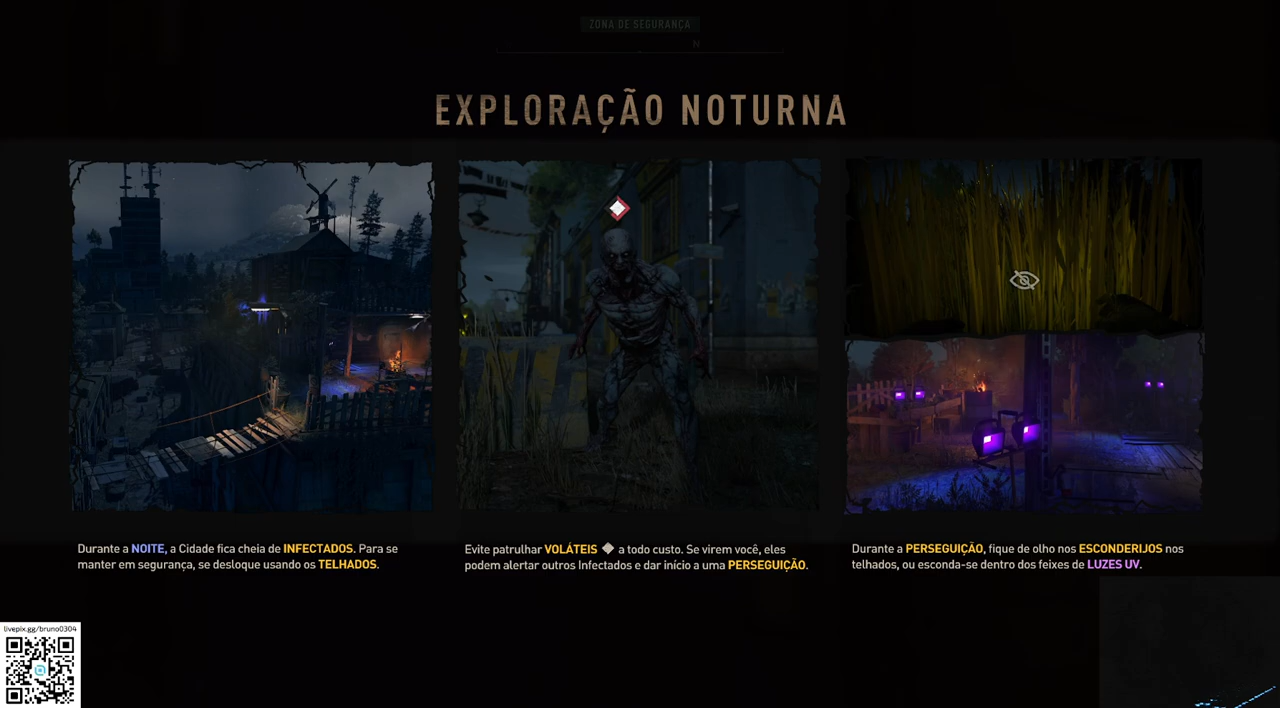 ZONA DE SEGURANÇA
N
EXPLORAÇÃO NOTURNA
Durante a NOITE, a Cidade fica cheia de INFECTADOS. Para se
manter em segurança, se desloque usando os TELHADOS.
Evite patrulhar VOLÁTEIS a todo custo. Se virem você, eles
podem alertar outros Infectados e dar início a uma PERSEGUIÇÃO.
Durante a PERSEGUIÇÃO, fique de olho nos ESCONDERIJOS nos
telhados, ou esconda-se dentro dos feixes de LUZES UV.
livepix.gg/bruno0304